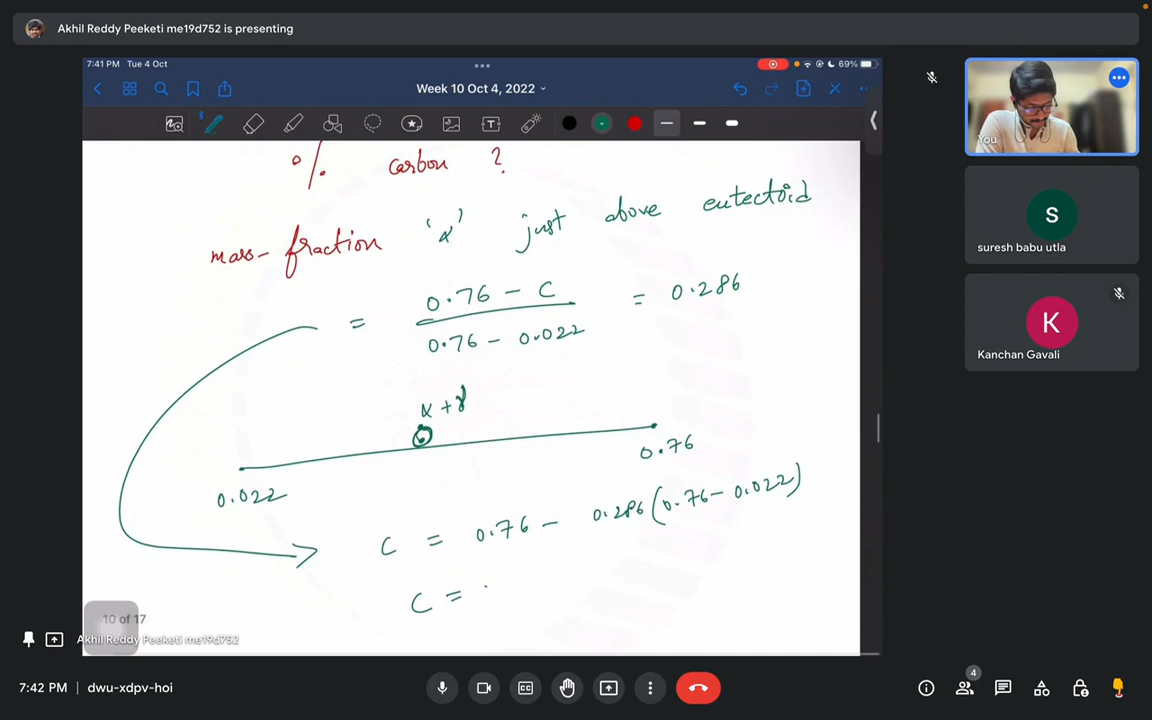 Akhil Reddy Peeketi me19d752 is presenting
7:41 PM Tue 4 Oct
69%
Week 10 Oct 4, 2022
You
S
suresh babu utla
K
Kanchan Gavali
% carbon ?
mass-fraction 'α' just above eutectoid
= 0.76 - C / 0.76 - 0.022 = 0.286
α + γ
0.022
0.76
C = 0.76 - 0.286 (0.76 - 0.022)
C =
10 of 17
Akhil Reddy Peeketi me19d752
7:42 PM | dwu-xdpv-hoi
CC
4